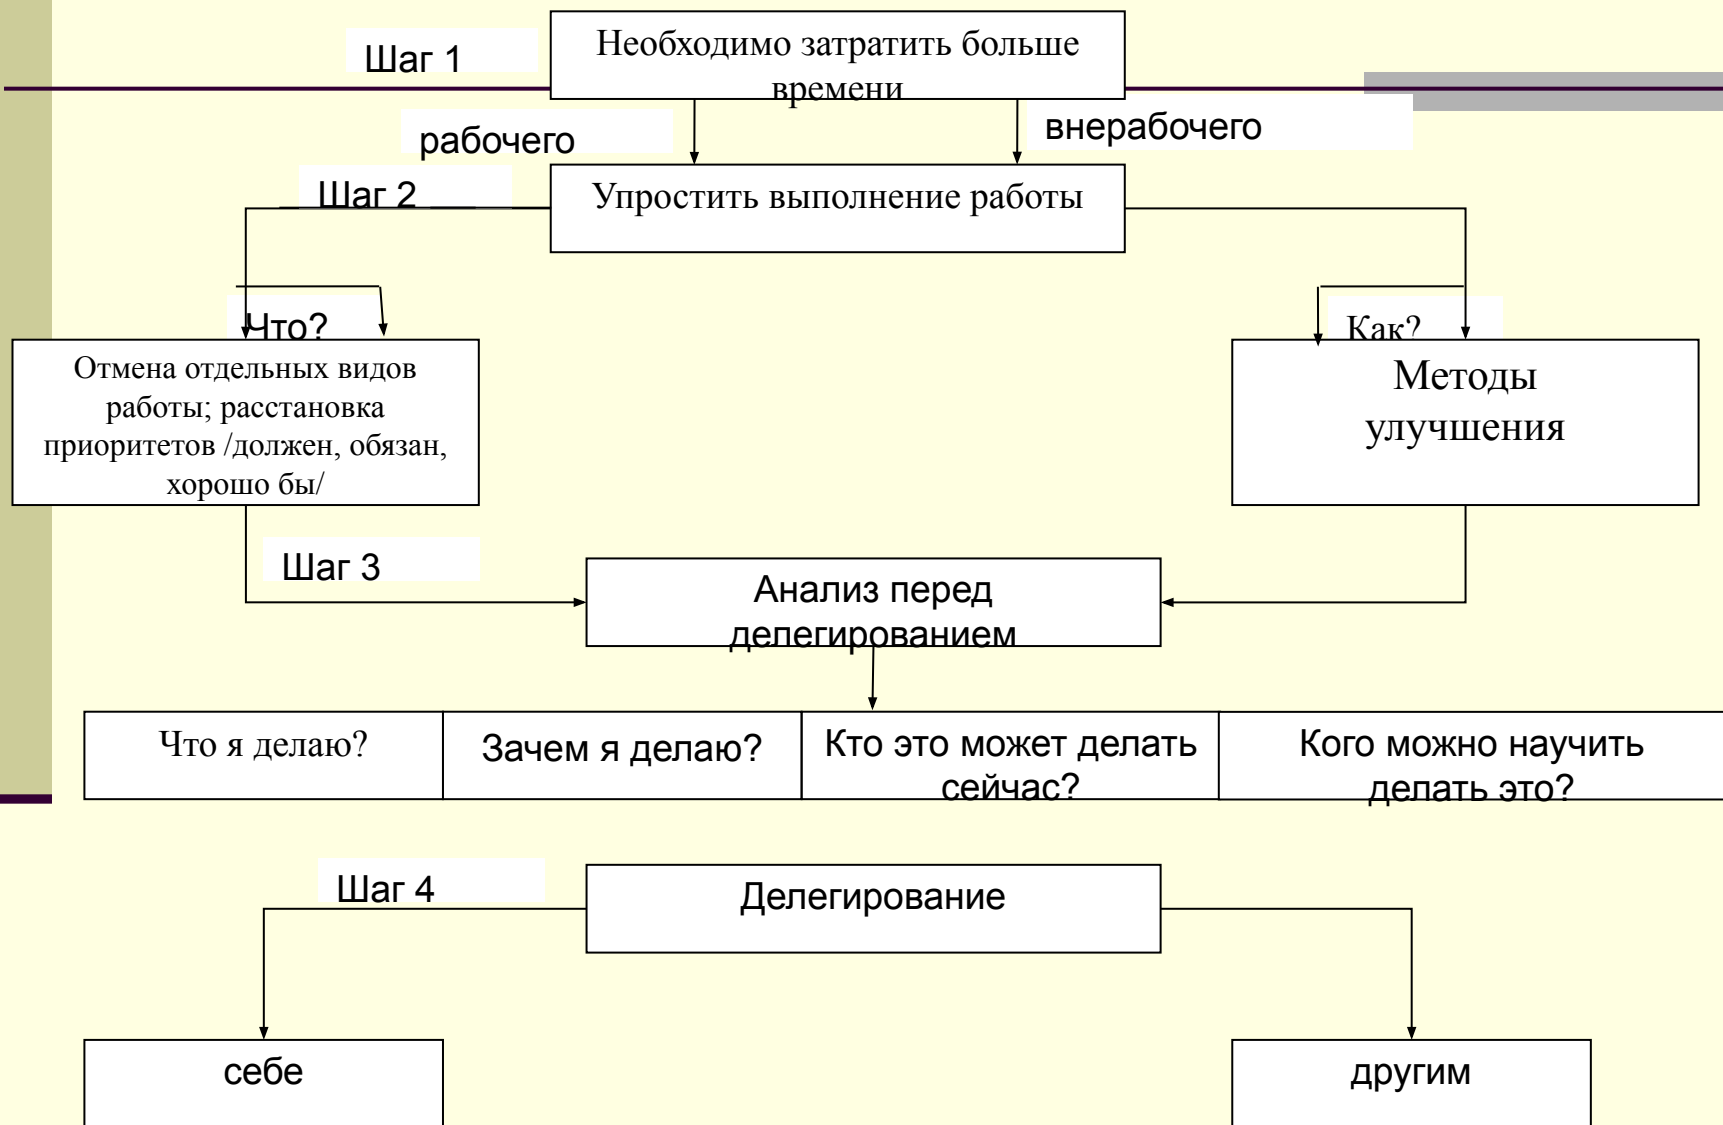 Шаг 1
Необходимо затратить больше
времени
рабочего
внерабочего
Шаг 2
Упростить выполнение работы
Что?
Как?
Отмена отдельных видов
работы; расстановка
приоритетов /должен, обязан,
хорошо бы/
Методы
улучшения
Шаг 3
Анализ перед
делегированием
Что я делаю?
Зачем я делаю?
Кто это может делать
сейчас?
Кого можно научить
делать это?
Шаг 4
Делегирование
себе
другим